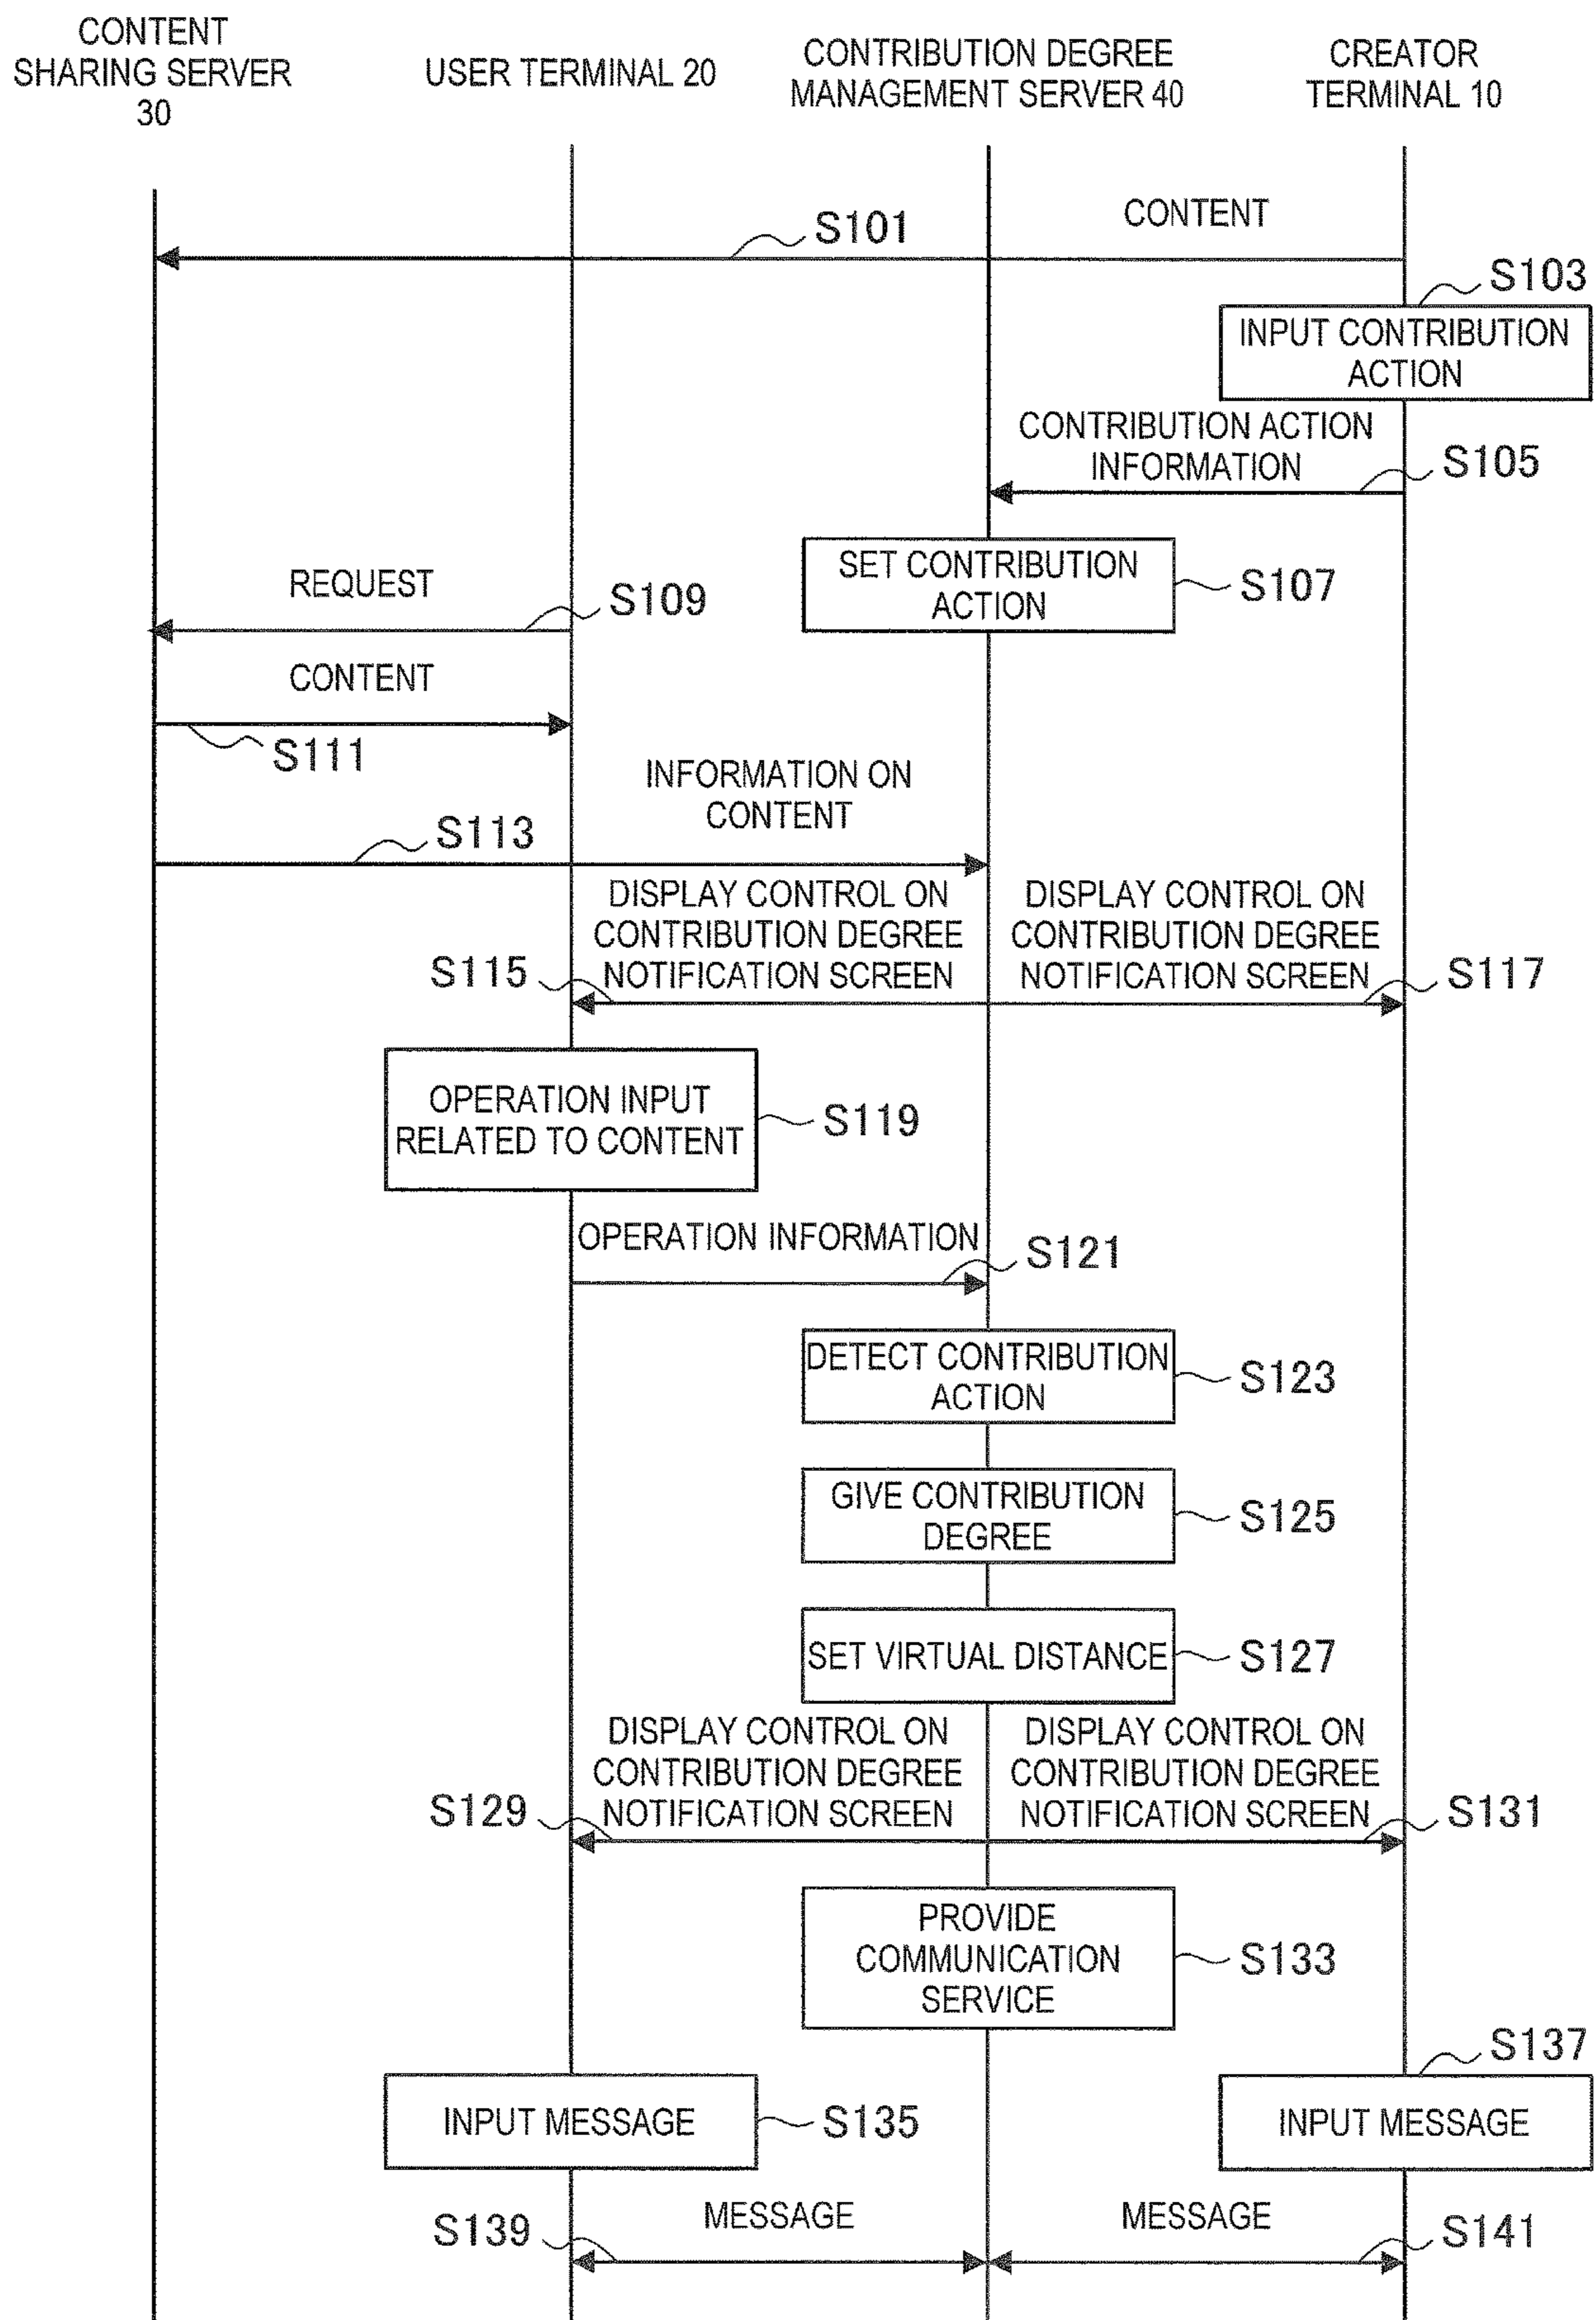 CONTENT
SHARING SERVER
30
USER TERMINAL 20
CONTRIBUTION DEGREE
MANAGEMENT SERVER 40
CREATOR
TERMINAL 10
CONTENT
S101
S103
INPUT CONTRIBUTION
ACTION
CONTRIBUTION ACTION
INFORMATION
S105
SET CONTRIBUTION
ACTION
S107
REQUEST
S109
CONTENT
S111
INFORMATION ON
CONTENT
S113
DISPLAY CONTROL ON
CONTRIBUTION DEGREE
NOTIFICATION SCREEN
S115
DISPLAY CONTROL ON
CONTRIBUTION DEGREE
NOTIFICATION SCREEN
S117
OPERATION INPUT
RELATED TO CONTENT
S119
OPERATION INFORMATION
S121
DETECT CONTRIBUTION
ACTION
S123
GIVE CONTRIBUTION
DEGREE
S125
SET VIRTUAL DISTANCE
S127
DISPLAY CONTROL ON
CONTRIBUTION DEGREE
NOTIFICATION SCREEN
S129
DISPLAY CONTROL ON
CONTRIBUTION DEGREE
NOTIFICATION SCREEN
S131
PROVIDE
COMMUNICATION
SERVICE
S133
INPUT MESSAGE
S135
S137
INPUT MESSAGE
MESSAGE
S139
MESSAGE
S141